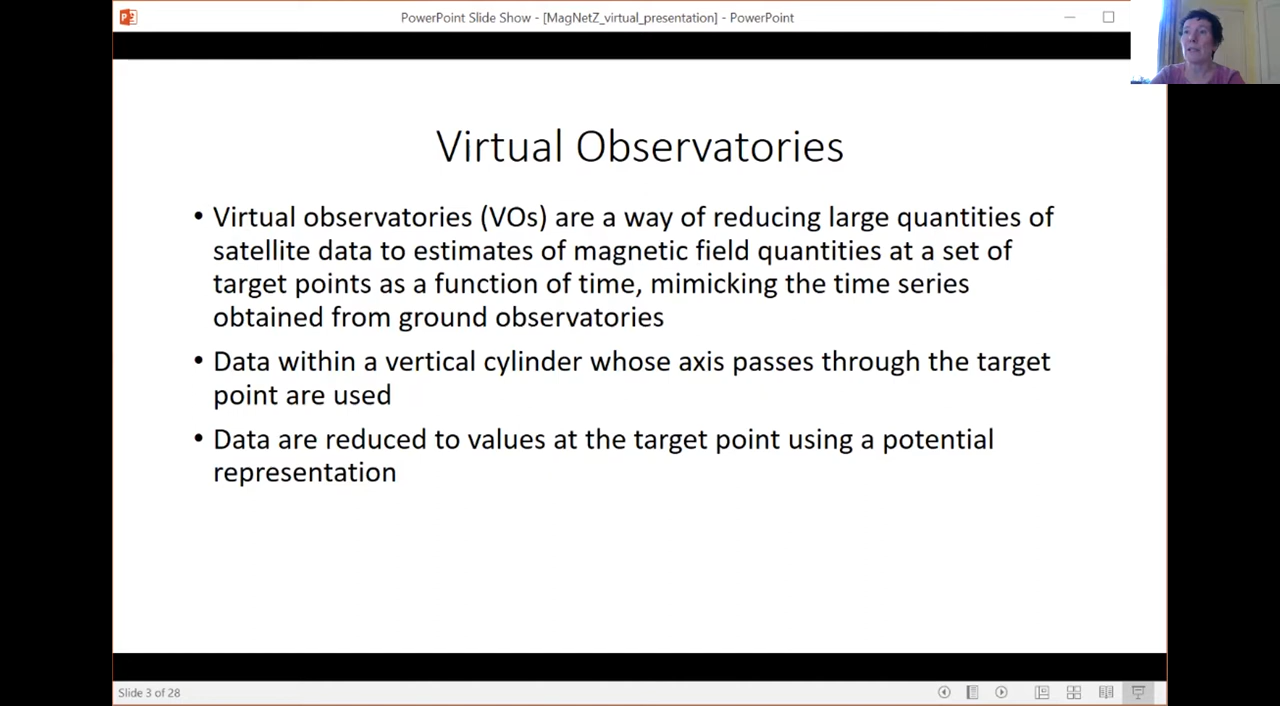 PowerPoint Slide Show - [MagNetZ_virtual_presentation] - PowerPoint
Virtual Observatories
• Virtual observatories (VOs) are a way of reducing large quantities of
satellite data to estimates of magnetic field quantities at a set of
target points as a function of time, mimicking the time series
obtained from ground observatories
• Data within a vertical cylinder whose axis passes through the target
point are used
• Data are reduced to values at the target point using a potential
representation
Slide 3 of 28